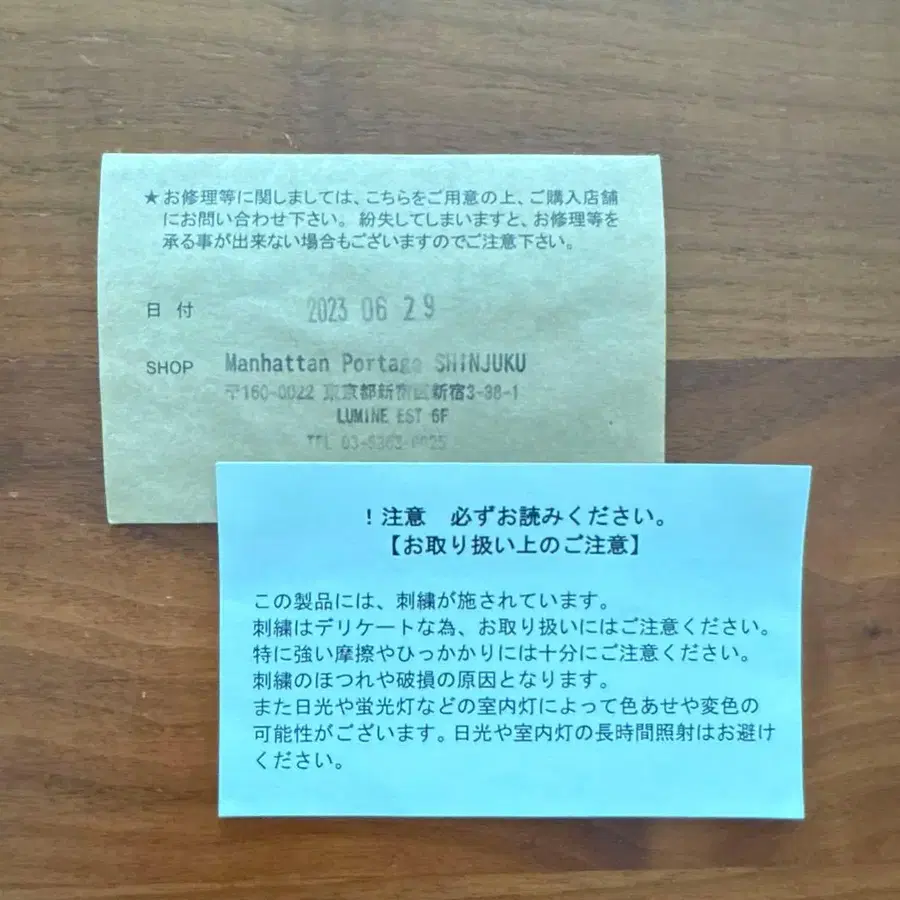 ★お修理等に関しましては、こちらをご用意の上、ご購入店舗
にお問い合わせ下さい。紛失してしまいますと、お修理等を
承る事が出来ない場合もございますのでご注意下さい。
日付 2023 06 29
SHOP Manhattan Portage SHINJUKU
〒160-0022 東京都新宿区新宿3-38-1
LUMINE EST 6F
TEL 03-5363-0025
！注意 必ずお読みください。
【お取り扱い上のご注意】
この製品には、刺繍が施されています。
刺繍はデリケートな為、お取り扱いにはご注意ください。
特に強い摩擦やひっかかりには十分にご注意ください。
刺繍のほつれや破損の原因となります。
また日光や蛍光灯などの室内灯によって色あせや変色の
可能性がございます。日光や室内灯の長時間照射はお避け
ください。